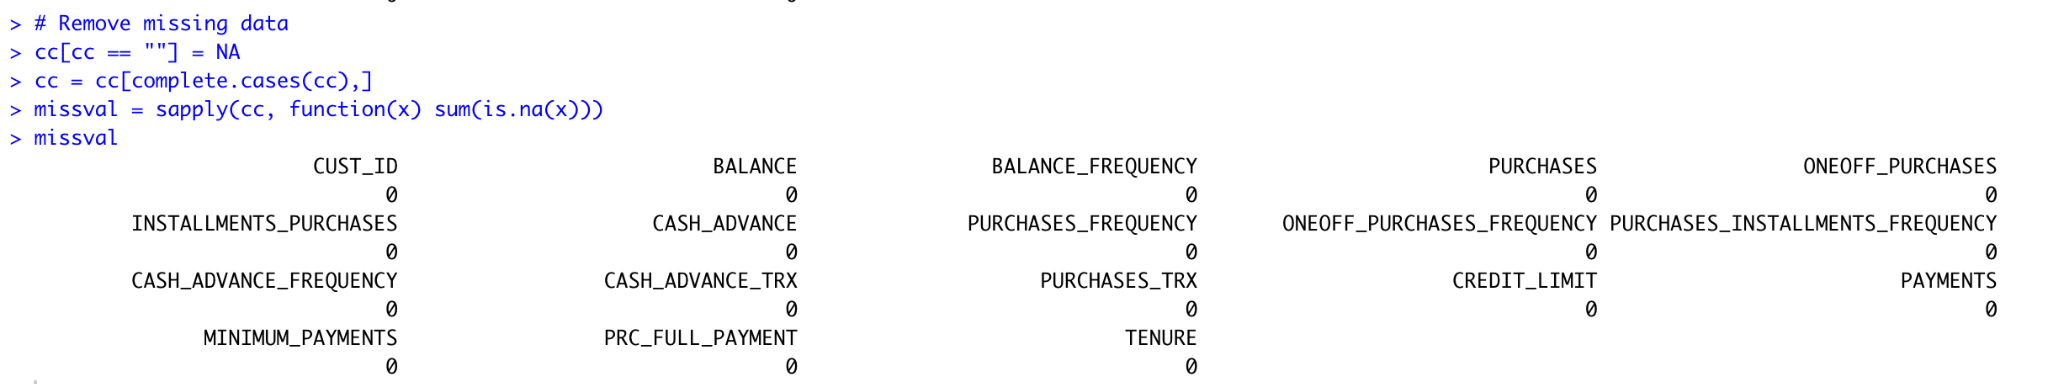 > # Remove missing data
> cc[cc == ""] = NA
> cc = cc[complete.cases(cc),]
> missval = sapply(cc, function(x) sum(is.na(x)))
> missval
CUST_ID BALANCE BALANCE_FREQUENCY PURCHASES ONEOFF_PURCHASES
0 0 0 0 0
INSTALLMENTS_PURCHASES CASH_ADVANCE PURCHASES_FREQUENCY ONEOFF_PURCHASES_FREQUENCY PURCHASES_INSTALLMENTS_FREQUENCY
0 0 0 0 0
CASH_ADVANCE_FREQUENCY CASH_ADVANCE_TRX PURCHASES_TRX CREDIT_LIMIT PAYMENTS
0 0 0 0 0
MINIMUM_PAYMENTS PRC_FULL_PAYMENT TENURE
0 0 0